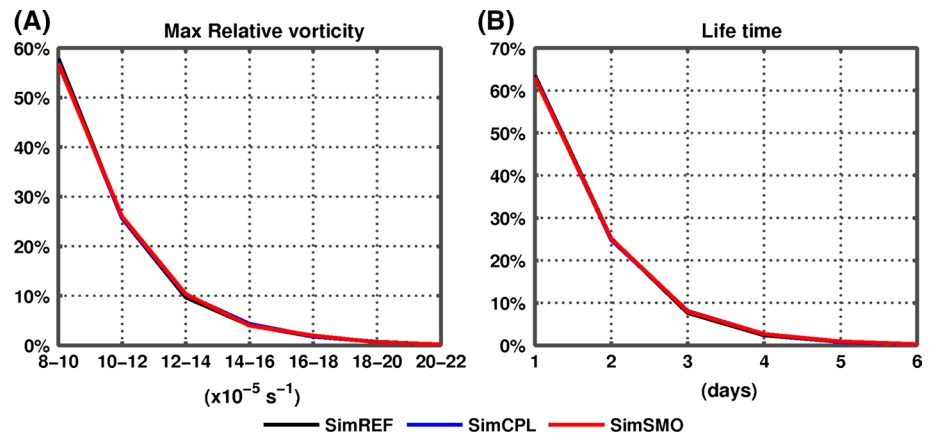 (A) Max Relative vorticity
60%
50%
40%
30%
20%
10%
0%
8−10 10−12 12−14 14−16 16−18 18−20 20−22
(x10⁻⁵ s⁻¹)
(B) Life time
70%
60%
50%
40%
30%
20%
10%
0%
1 2 3 4 5 6
(days)
SimREF SimCPL SimSMO